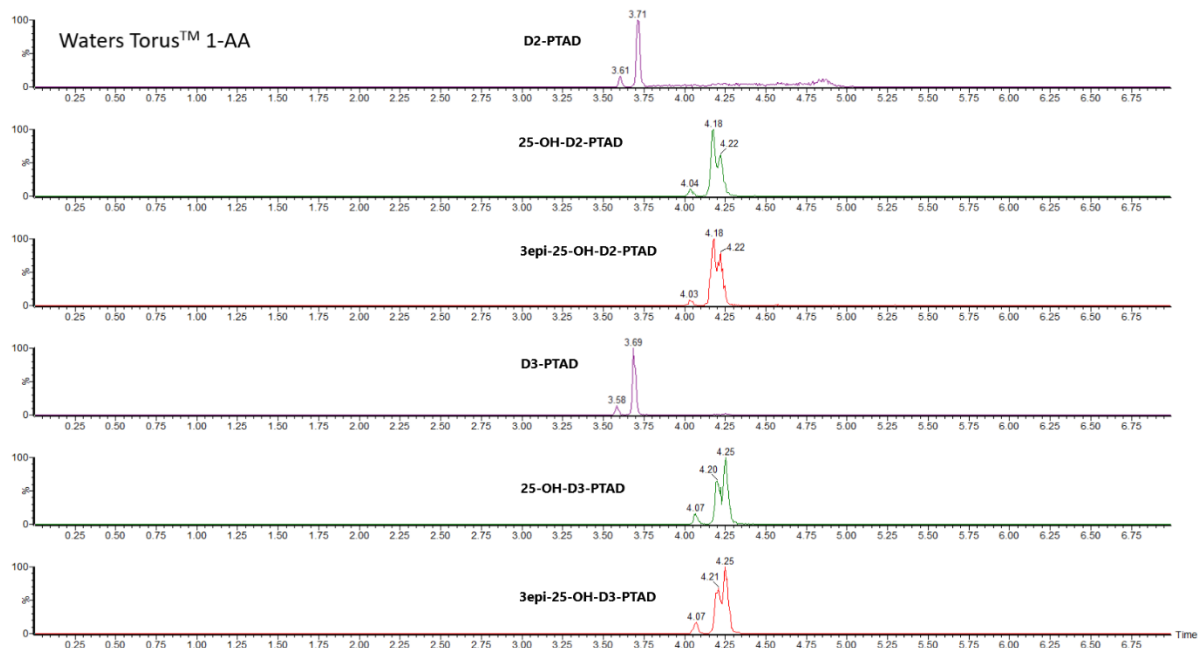 Waters Torus™ 1-AA
D2-PTAD
100
%
0
3.61
3.71
0.25 0.50 0.75 1.00 1.25 1.50 1.75 2.00 2.25 2.50 2.75 3.00 3.25 3.50 3.75 4.00 4.25 4.50 4.75 5.00 5.25 5.50 5.75 6.00 6.25 6.50 6.75
25-OH-D2-PTAD
100
%
0
4.04
4.18
4.22
0.25 0.50 0.75 1.00 1.25 1.50 1.75 2.00 2.25 2.50 2.75 3.00 3.25 3.50 3.75 4.00 4.25 4.50 4.75 5.00 5.25 5.50 5.75 6.00 6.25 6.50 6.75
3epi-25-OH-D2-PTAD
100
%
0
4.03
4.18
4.22
0.25 0.50 0.75 1.00 1.25 1.50 1.75 2.00 2.25 2.50 2.75 3.00 3.25 3.50 3.75 4.00 4.25 4.50 4.75 5.00 5.25 5.50 5.75 6.00 6.25 6.50 6.75
D3-PTAD
100
%
0
3.58
3.69
0.25 0.50 0.75 1.00 1.25 1.50 1.75 2.00 2.25 2.50 2.75 3.00 3.25 3.50 3.75 4.00 4.25 4.50 4.75 5.00 5.25 5.50 5.75 6.00 6.25 6.50 6.75
25-OH-D3-PTAD
100
%
0
4.07
4.20
4.25
0.25 0.50 0.75 1.00 1.25 1.50 1.75 2.00 2.25 2.50 2.75 3.00 3.25 3.50 3.75 4.00 4.25 4.50 4.75 5.00 5.25 5.50 5.75 6.00 6.25 6.50 6.75
3epi-25-OH-D3-PTAD
100
%
0
4.07
4.21
4.25
0.25 0.50 0.75 1.00 1.25 1.50 1.75 2.00 2.25 2.50 2.75 3.00 3.25 3.50 3.75 4.00 4.25 4.50 4.75 5.00 5.25 5.50 5.75 6.00 6.25 6.50 6.75
Time